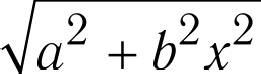 √(a² + b²x²)